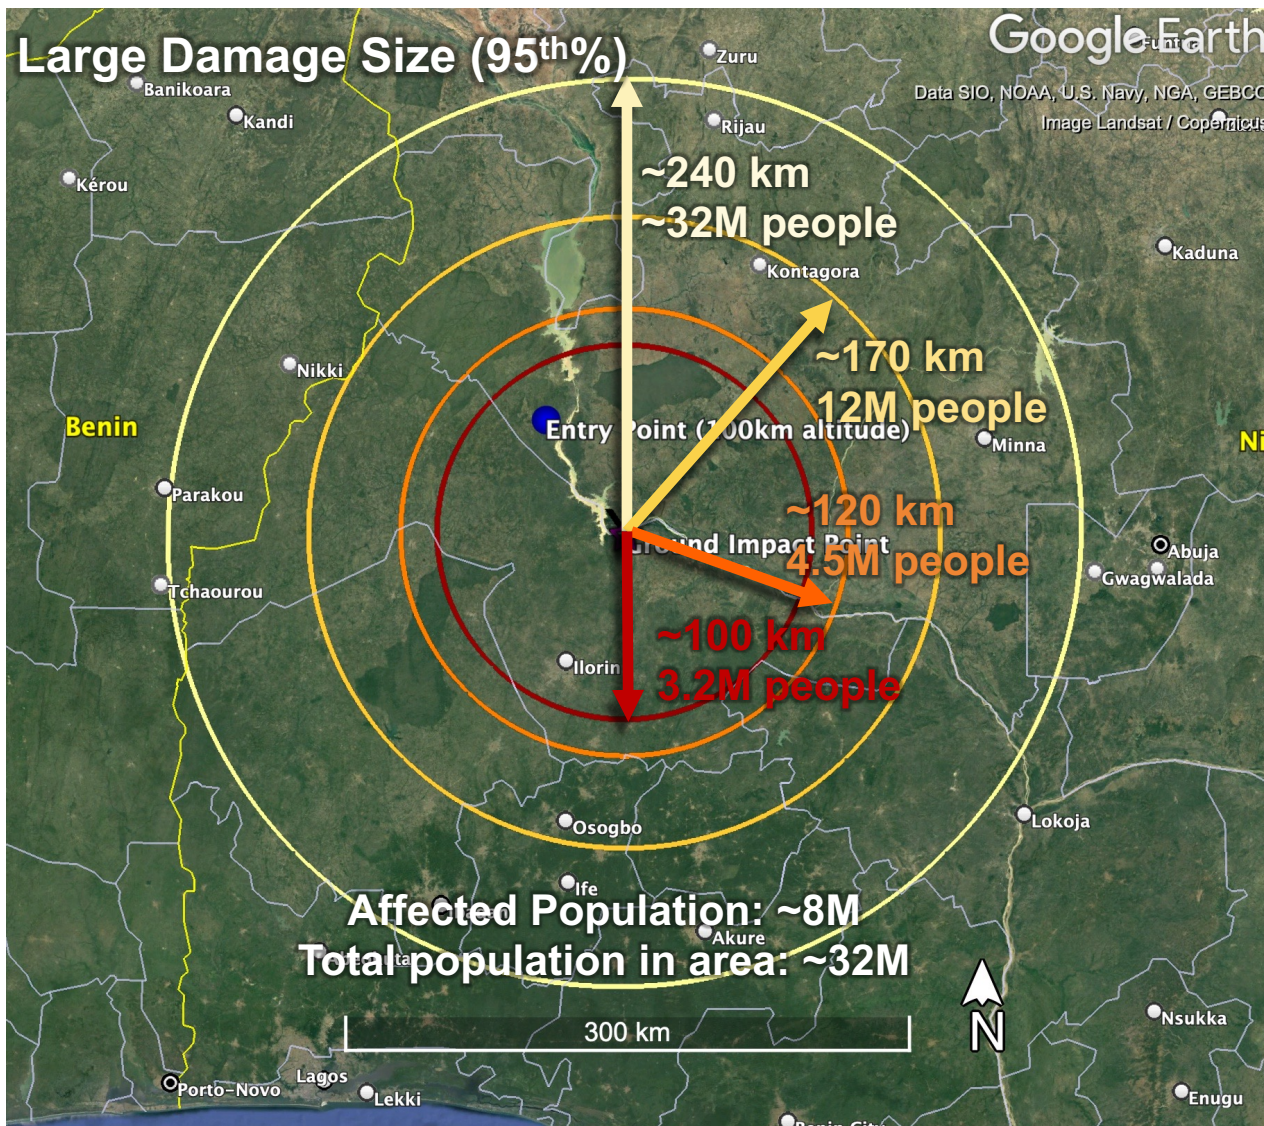 Large Damage Size (95th%)
Google Earth
Data SIO, NOAA, U.S. Navy, NGA, GEBCO
Image Landsat / Copernicus
Zuru
Banikoara
Kandi
Rijau
Kérou
~240 km
~32M people
Kaduna
Kontagora
Nikki
~170 km
12M people
Benin
Entry Point (100km altitude)
Ni
Minna
Parakou
~120 km
4.5M people
Ground Impact Point
Abuja
Gwagwalada
Tchaourou
~100 km
3.2M people
Ilorin
Osogbo
Lokoja
Ife
Affected Population: ~8M
Akure
Total population in area: ~32M
300 km
N
Nsukka
Porto-Novo
Lagos
Lekki
Enugu
Benin City